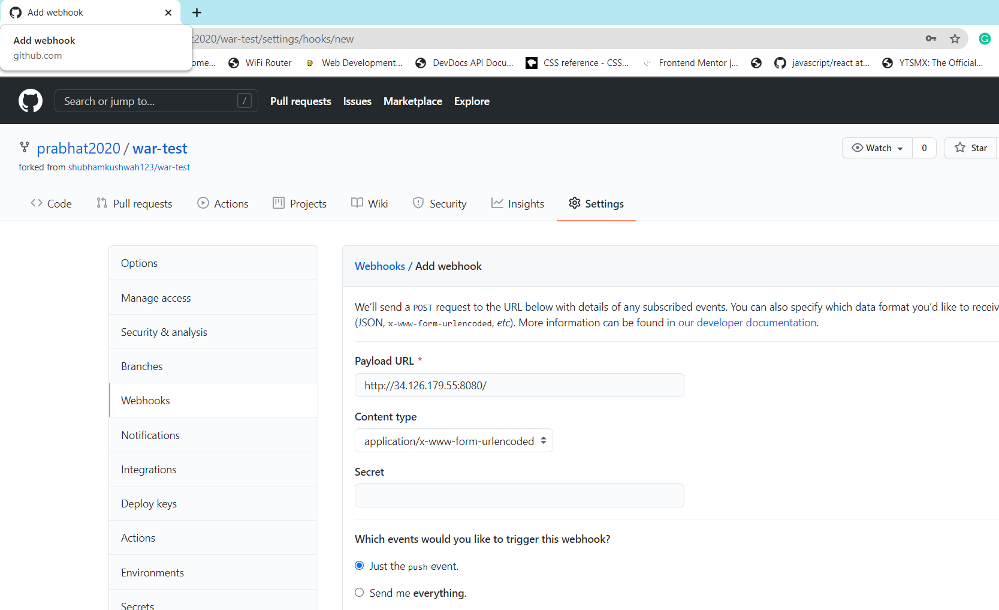 Add webhook
Add webhook
github.com
2020/war-test/settings/hooks/new
ome... WiFi Router Web Development... DevDocs API Docu... CSS reference - CSS... Frontend Mentor |... javascript/react at... YTSMX: The Official...
Search or jump to... / Pull requests Issues Marketplace Explore
prabhat2020 / war-test
Watch 0 Star
forked from shubhamkushwah123/war-test
Code Pull requests Actions Projects Wiki Security Insights Settings
Options
Manage access
Security & analysis
Branches
Webhooks
Notifications
Integrations
Deploy keys
Actions
Environments
Secrets
Webhooks / Add webhook
We’ll send a POST request to the URL below with details of any subscribed events. You can also specify which data format you’d like to receiv
(JSON, x-www-form-urlencoded, etc). More information can be found in our developer documentation.
Payload URL *
http://34.126.179.55:8080/
Content type
application/x-www-form-urlencoded
Secret
Which events would you like to trigger this webhook?
Just the push event.
Send me everything.